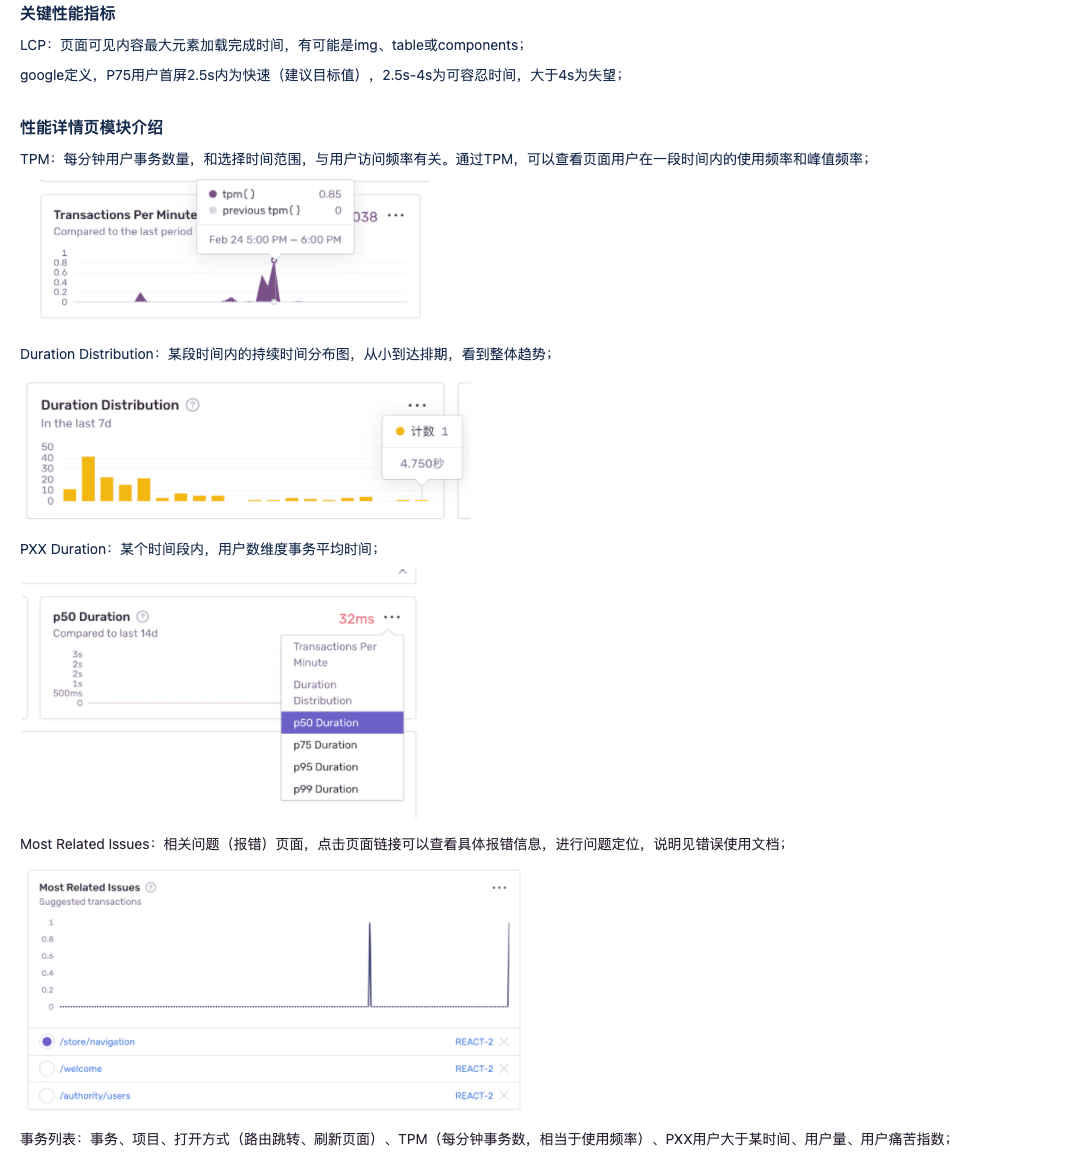 关键性能指标
LCP：页面可见内容最大元素加载完成时间，有可能是img、table或components；
google定义，P75用户首屏2.5s内为快速（建议目标值），2.5s-4s为可容忍时间，大于4s为失望；
性能详情页模块介绍
TPM：每分钟用户事务数量，和选择时间范围，与用户访问频率有关。通过TPM，可以查看页面用户在一段时间内的使用频率和峰值频率；
tpm() 0.85
previous tpm() 0
Feb 24 5:00 PM — 6:00 PM
Transactions Per Minute
038 ···
Compared to the last period
1
0.8
0.6
0.4
0.2
0
Duration Distribution：某段时间内的持续时间分布图，从小到达排期，看到整体趋势；
Duration Distribution ? ···
In the last 7d
计数 1
4.750秒
50
40
30
20
10
0
PXX Duration：某个时间段内，用户数维度事务平均时间；
p50 Duration ? 32ms ···
Compared to last 14d
3s
2s
2s
1s
500ms
0
Transactions Per
Minute
Duration
Distribution
p50 Duration
p75 Duration
p95 Duration
p99 Duration
Most Related Issues：相关问题（报错）页面，点击页面链接可以查看具体报错信息，进行问题定位，说明见错误使用文档；
Most Related Issues ? ···
Suggested transactions
1
0.8
0.6
0.4
0.2
0
/store/navigation REACT-2
/welcome REACT-2
/authority/users REACT-2
事务列表：事务、项目、打开方式（路由跳转、刷新页面）、TPM（每分钟事务数，相当于使用频率）、PXX用户大于某时间、用户量、用户痛苦指数；